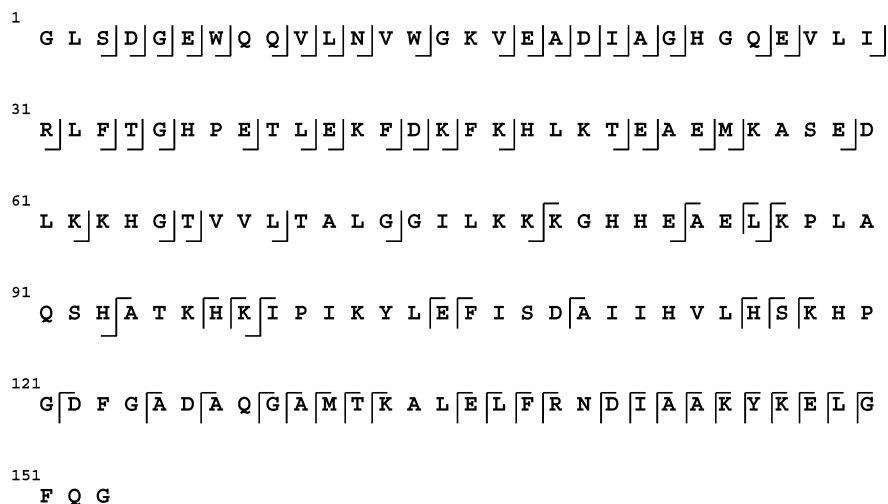 1
G L S D G E W Q Q V L N V W G K V E A D I A G H G Q E V L I
31
R L F T G H P E T L E K F D K F K H L K T E A E M K A S E D
61
L K K H G T V V L T A L G G I L K K K G H H E A E L K P L A
91
Q S H A T K H K I P I K Y L E F I S D A I I H V L H S K H P
121
G D F G A D A Q G A M T K A L E L F R N D I A A K Y K E L G
151
F Q G